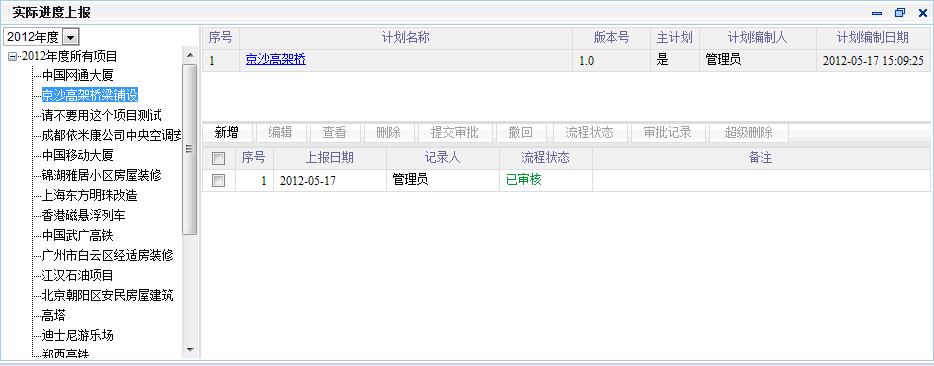 实际进度上报
2012年度
2012年度所有项目
中国网通大厦
京沙高架桥梁铺设
请不要用这个项目测试
成都依米康公司中央空调安
中国移动大厦
锦湖雅居小区房屋装修
上海东方明珠改造
香港磁悬浮列车
中国武广高铁
广州市白云区经适房装修
江汉石油项目
北京朝阳区安民房屋建筑
高塔
迪士尼游乐场
郑西高铁
序号 计划名称 版本号 主计划 计划编制人 计划编制日期
1 京沙高架桥 1.0 是 管理员 2012-05-17 15:09:25
新增 编辑 查看 删除 提交审批 撤回 流程状态 审批记录 超级删除
序号 上报日期 记录人 流程状态 备注
1 2012-05-17 管理员 已审核